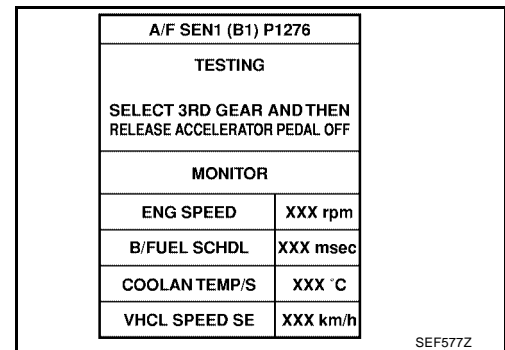 A/F SEN1 (B1) P1276
TESTING
SELECT 3RD GEAR AND THEN
RELEASE ACCELERATOR PEDAL OFF
MONITOR
ENG SPEED XXX rpm
B/FUEL SCHDL XXX msec
COOLAN TEMP/S XXX °C
VHCL SPEED SE XXX km/h
SEF577Z